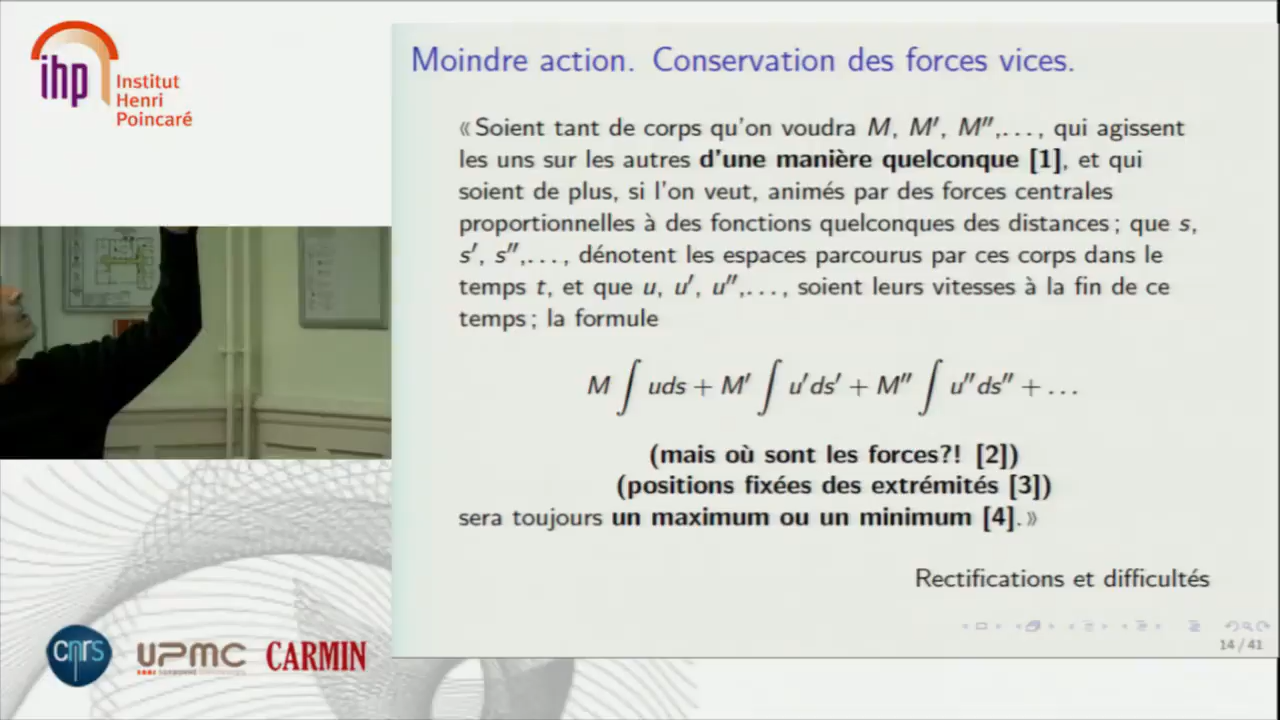 ihp
Institut
Henri
Poincaré
Moindre action. Conservation des forces vices.
« Soient tant de corps qu'on voudra M, M′, M″,. . . , qui agissent
les uns sur les autres d'une manière quelconque [1], et qui
soient de plus, si l'on veut, animés par des forces centrales
proportionnelles à des fonctions quelconques des distances ; que s,
s′, s″,. . . , dénotent les espaces parcourus par ces corps dans le
temps t, et que u, u′, u″,. . . , soient leurs vitesses à la fin de ce
temps ; la formule
M ∫ uds + M′ ∫ u′ds′ + M″ ∫ u″ds″ + . . .
(mais où sont les forces?! [2])
(positions fixées des extrémités [3])
sera toujours un maximum ou un minimum [4]. »
Rectifications et difficultés
14 / 41
cnrs
UPMC
CARMIN